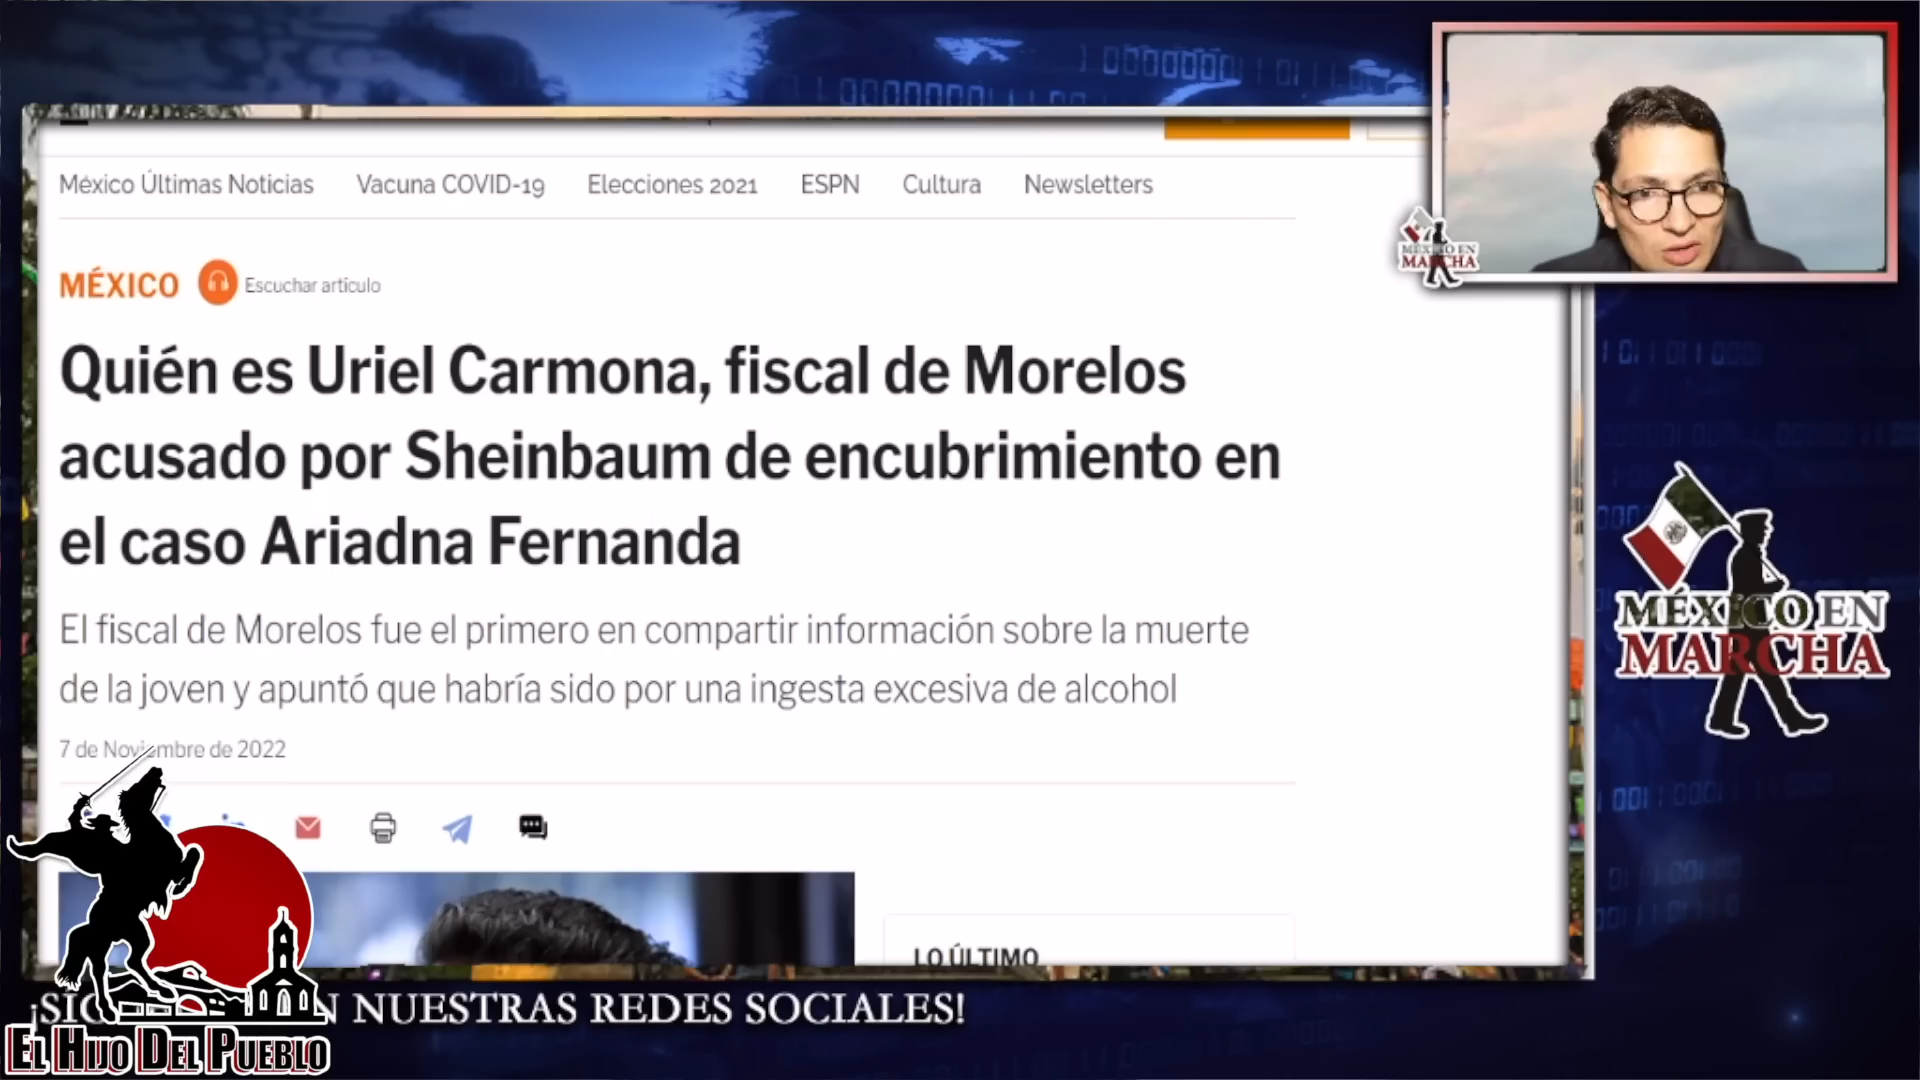 México Últimas Noticias Vacuna COVID-19 Elecciones 2021 ESPN Cultura Newsletters
MÉXICO Escuchar artículo
Quién es Uriel Carmona, fiscal de Morelos
acusado por Sheinbaum de encubrimiento en
el caso Ariadna Fernanda
El fiscal de Morelos fue el primero en compartir información sobre la muerte
de la joven y apuntó que habría sido por una ingesta excesiva de alcohol
7 de Noviembre de 2022
LO ÚLTIMO
MÉXICO EN
MARCHA
MÉXICO EN
MARCHA
NUESTRAS REDES SOCIALES!
EL HIJO DEL PUEBLO